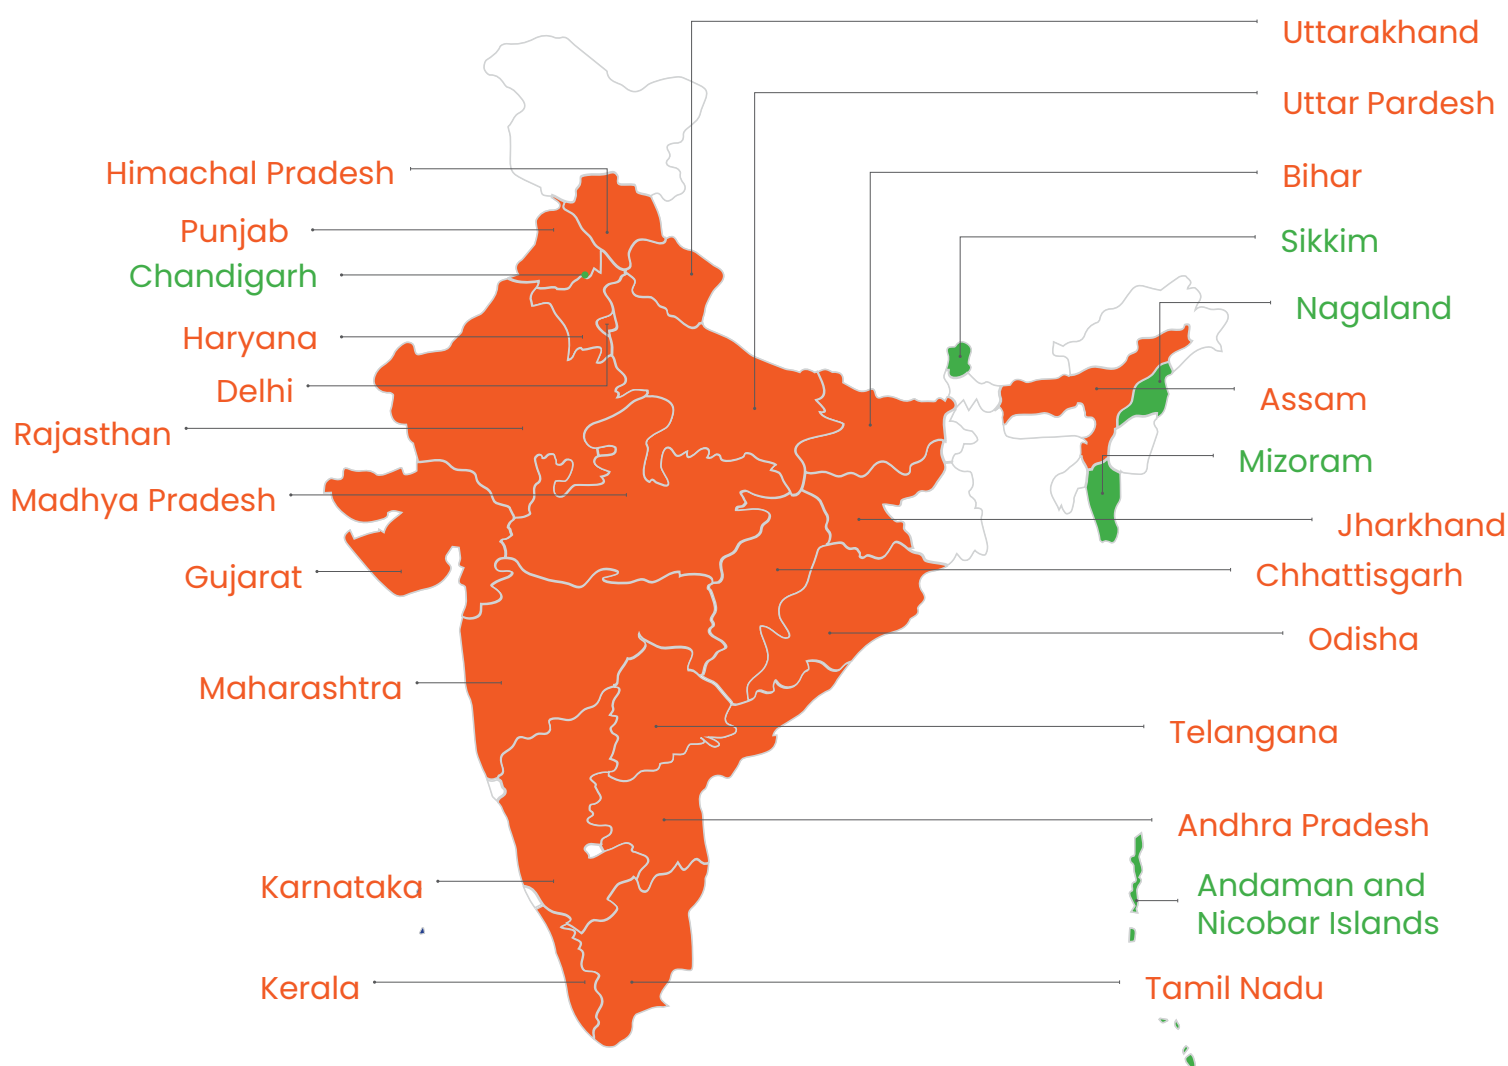 Uttarakhand
Uttar Pardesh
Himachal Pradesh
Bihar
Punjab
Sikkim
Chandigarh
Nagaland
Haryana
Delhi
Assam
Rajasthan
Mizoram
Madhya Pradesh
Jharkhand
Gujarat
Chhattisgarh
Odisha
Maharashtra
Telangana
Andhra Pradesh
Karnataka
Andaman and
Nicobar Islands
Kerala
Tamil Nadu